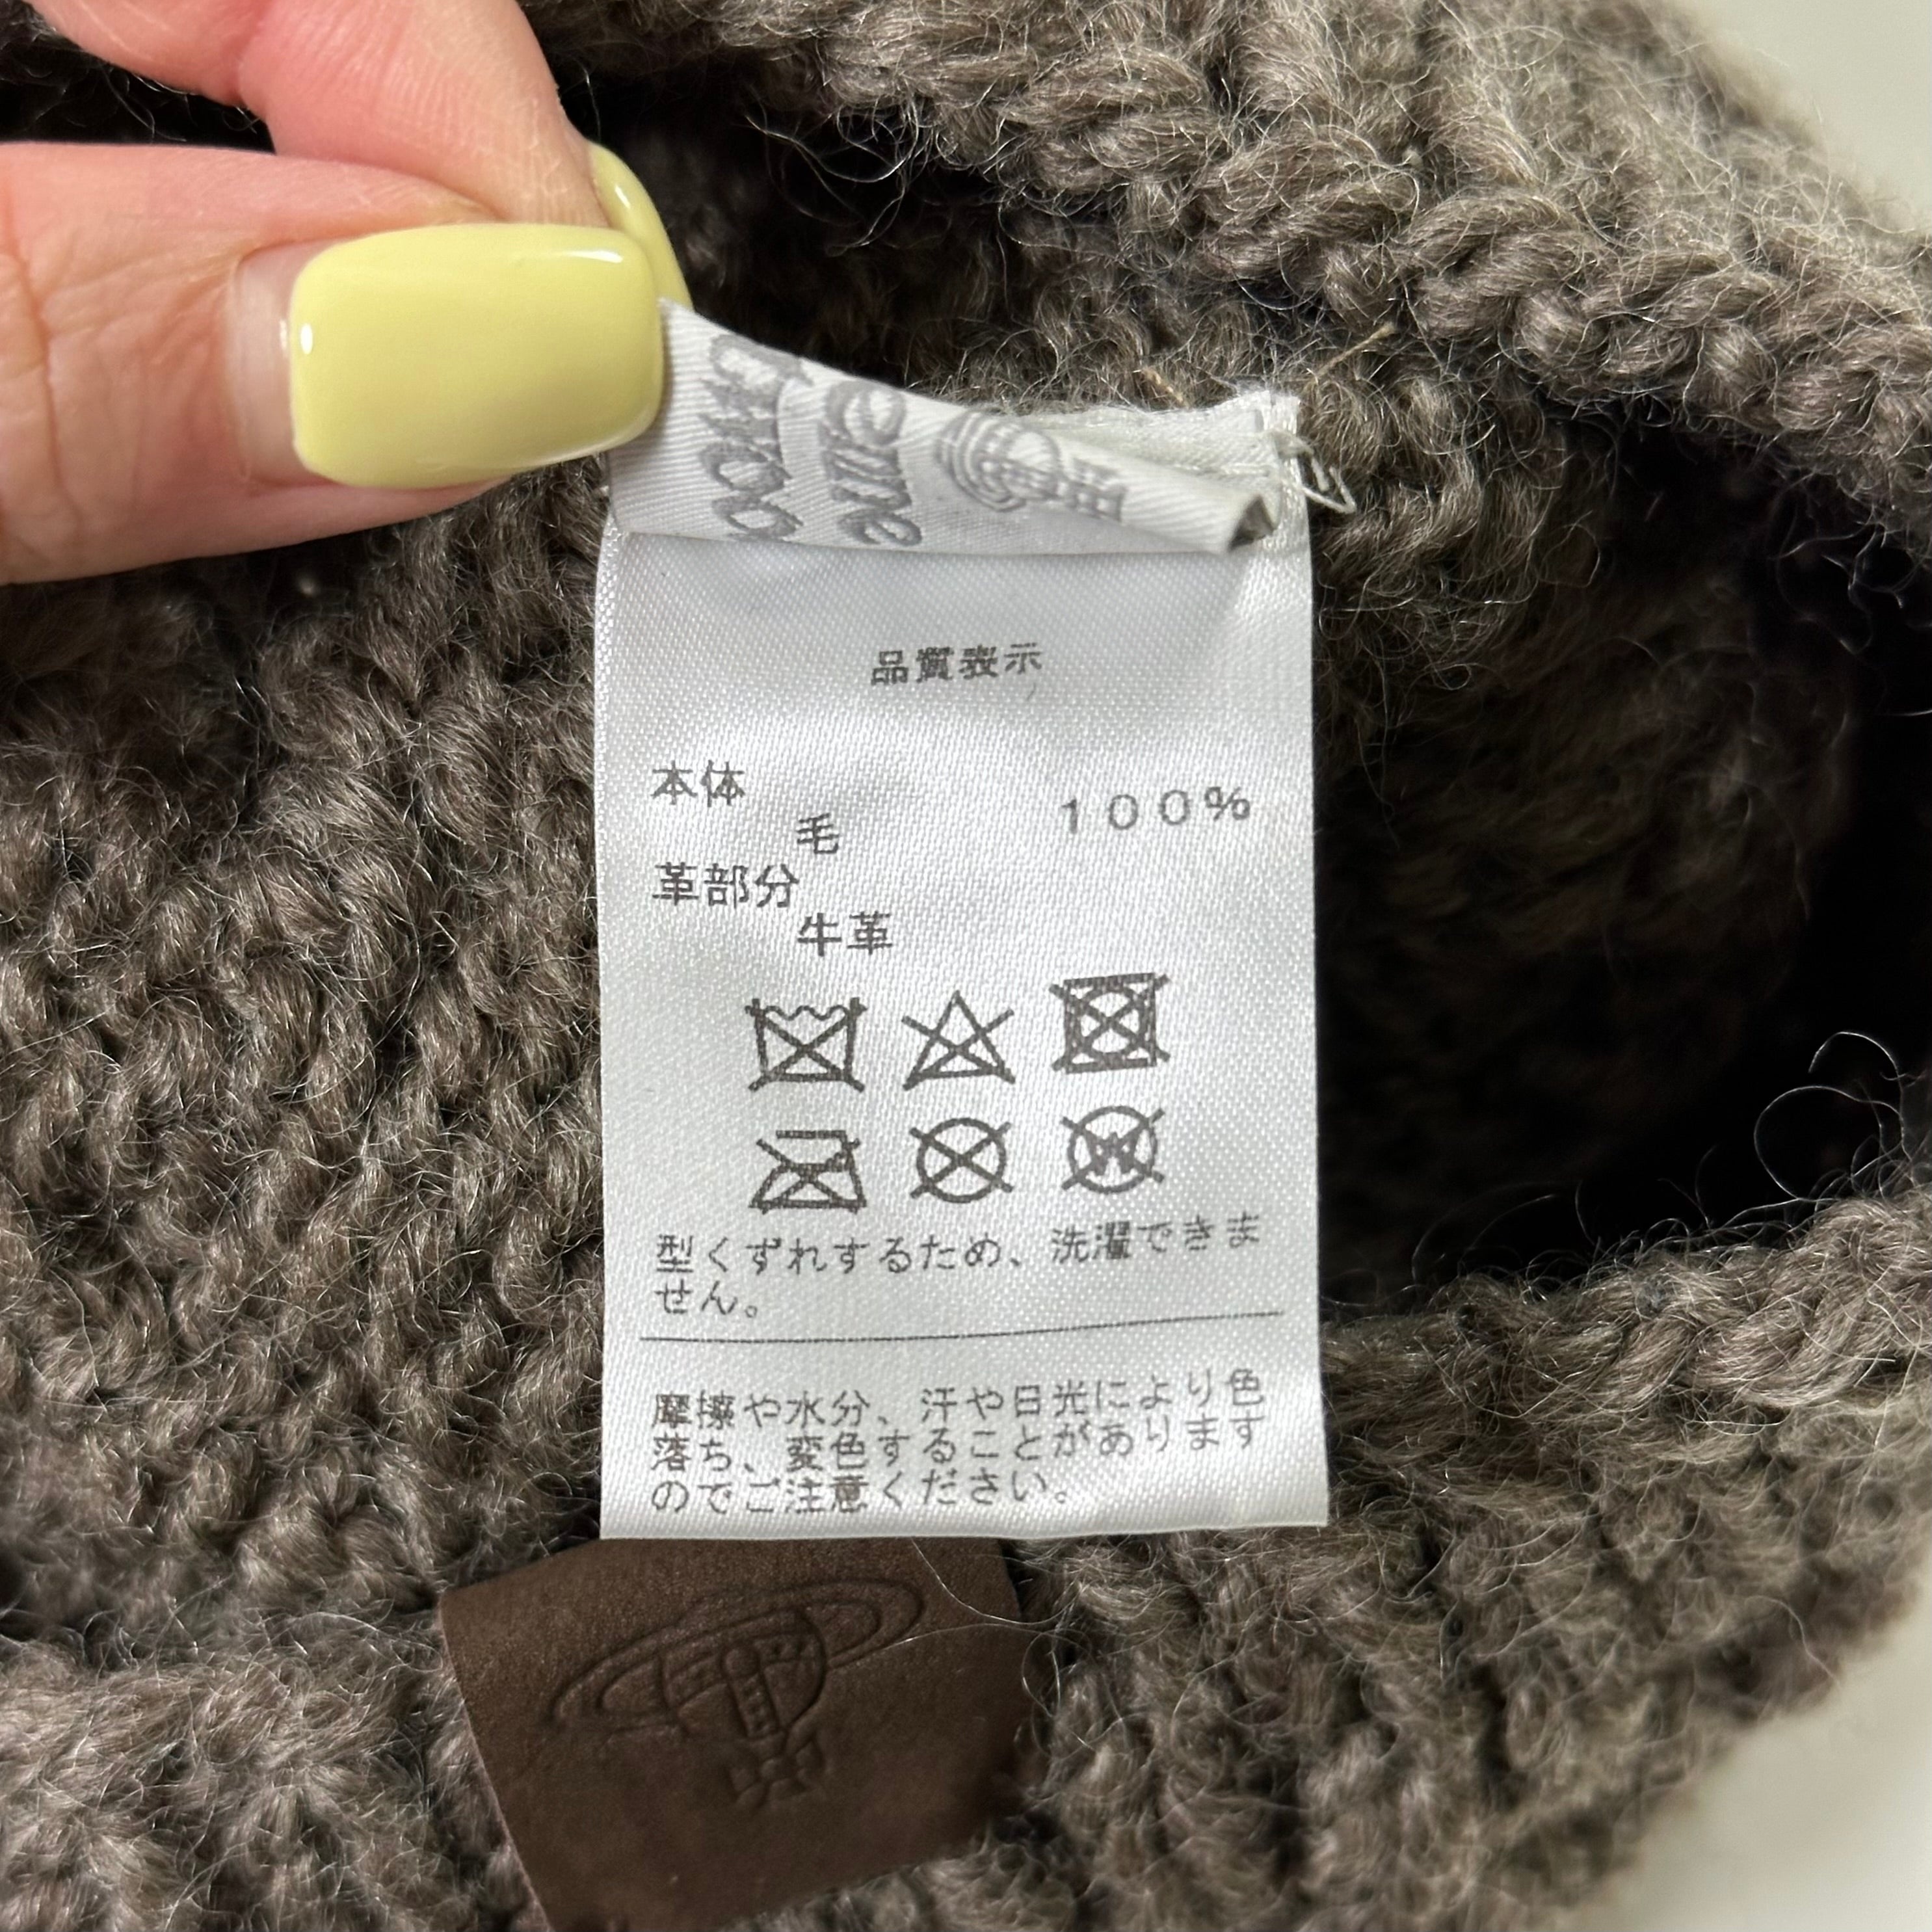 品質表示
本体
毛 100%
革部分
牛革
型くずれするため、洗濯できま
せん。
摩擦や水分、汗や日光により色
落ち、変色することがあります
のでご注意ください。